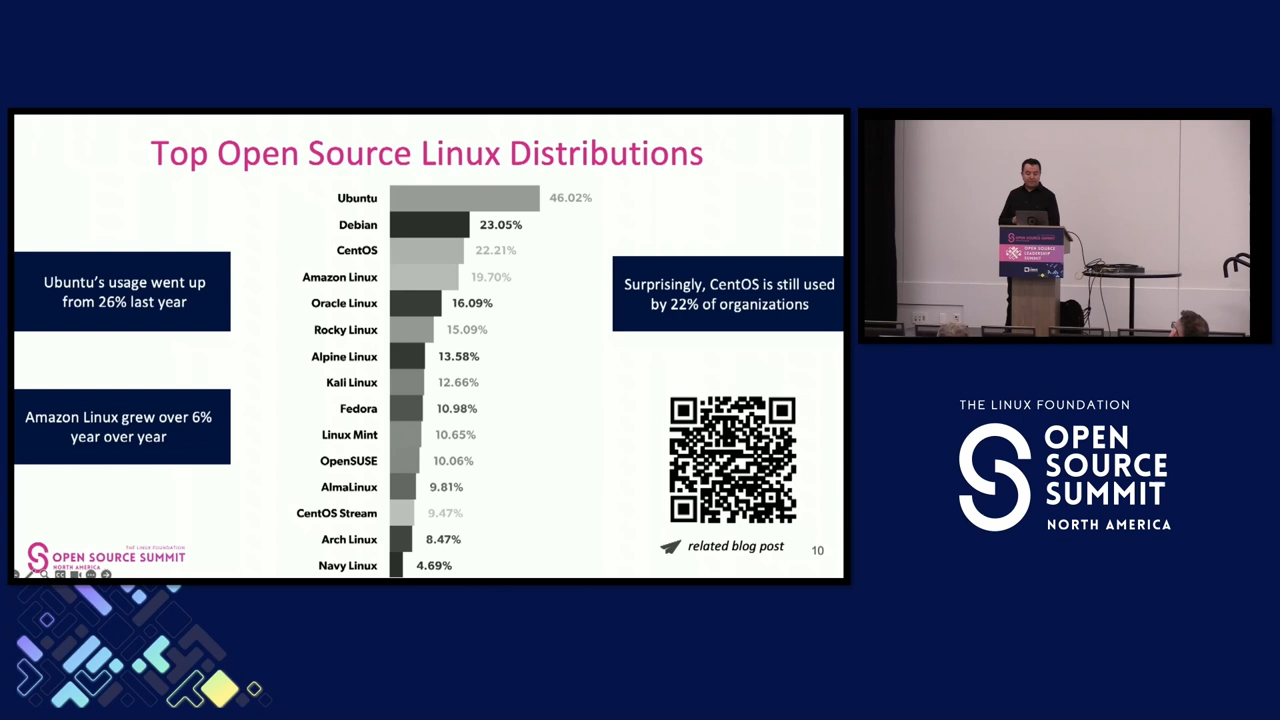 Top Open Source Linux Distributions
Ubuntu 46.02%
Debian 23.05%
CentOS 22.21%
Amazon Linux 19.70%
Oracle Linux 16.09%
Rocky Linux 15.09%
Alpine Linux 13.58%
Kali Linux 12.66%
Fedora 10.98%
Linux Mint 10.65%
OpenSUSE 10.06%
AlmaLinux 9.81%
CentOS Stream 9.47%
Arch Linux 8.47%
Navy Linux 4.69%
Ubuntu’s usage went up
from 26% last year
Amazon Linux grew over 6%
year over year
Surprisingly, CentOS is still used
by 22% of organizations
related blog post
10
THE LINUX FOUNDATION
OPEN SOURCE SUMMIT
NORTH AMERICA
OPEN SOURCE
LEADERSHIP
SUMMIT
THE LINUX FOUNDATION
OPEN
SOURCE
SUMMIT
NORTH AMERICA